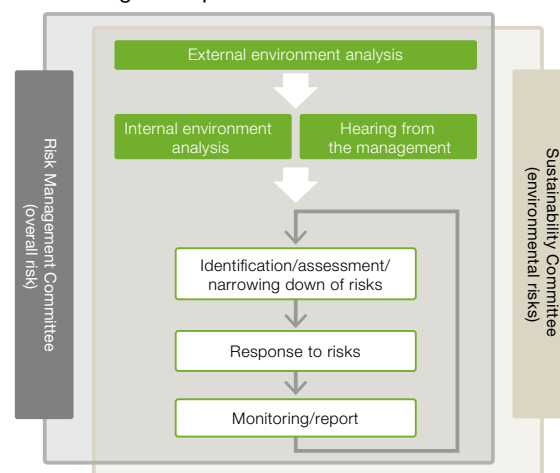 External environment analysis
Internal environment
analysis
Hearing from
the management
Risk Management Committee
(overall risk)
Sustainability Committee
(environmental risks)
Identification/assessment/
narrowing down of risks
Response to risks
Monitoring/report